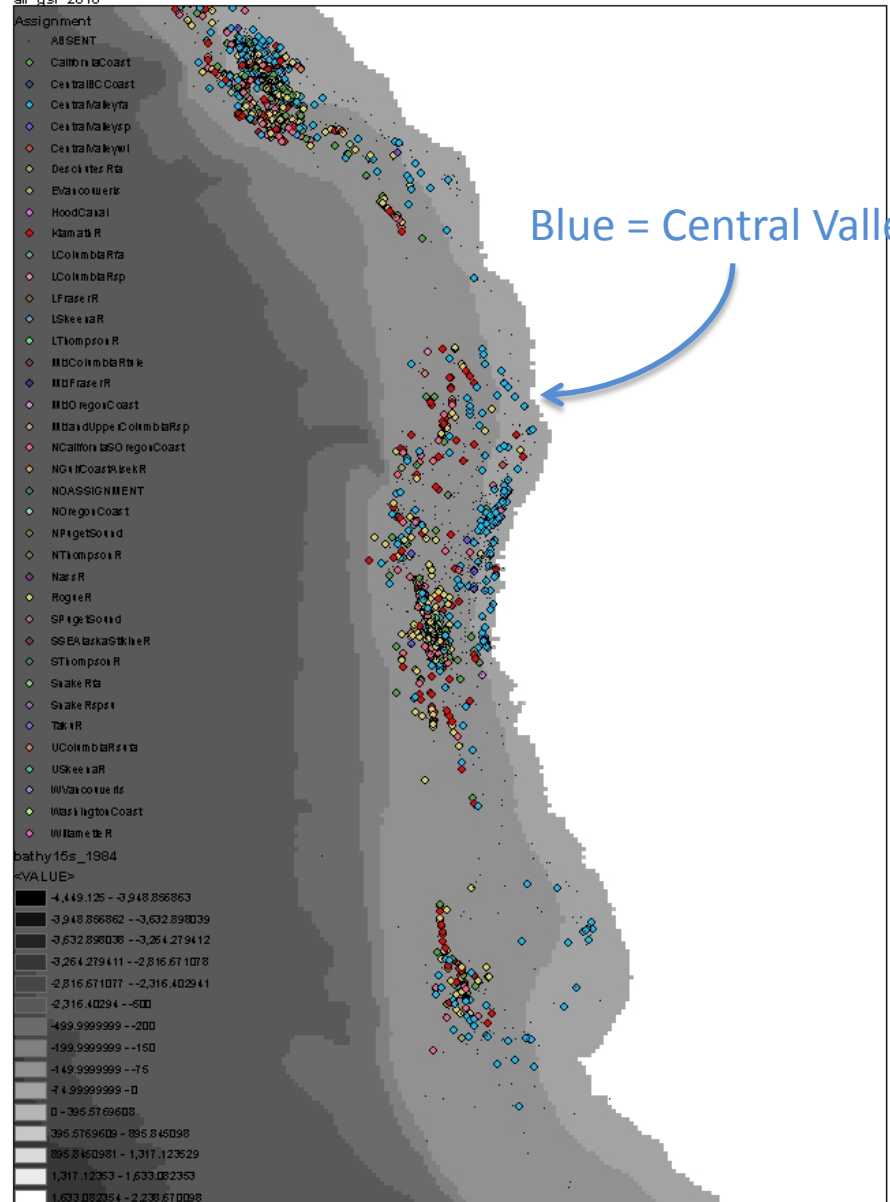 Assignment
ABSENT
CaliforniaCoast
CentralBCCoast
CentralValleyfa
CentralValleysp
CentralValleywi
DeschutesRfa
EVancouverIs
HoodCanal
KlamathR
LColumbiaRfa
LColumbiaRsp
LFraserR
LSkeenaR
LThompsonR
MidColumbiaRtule
MidFraserR
MidOregonCoast
MidandUpperColumbiaRsp
NCaliforniaSOregonCoast
NGulfCoastAlsekR
NOASSIGNMENT
NOregonCoast
NPugetSound
NThompsonR
NassR
RogueR
SPugetSound
SSEAlaskaStikineR
SThompsonR
SnakeRfa
SnakeRspsu
TakuR
UColumbiaRsufa
USkeenaR
WVancouverIs
WashingtonCoast
WillametteR
bathy15s_1984
<VALUE>
-4,449.125 - -3,948.856863
-3,948.856862 - -3,632.898039
-3,632.898038 - -3,264.279412
-3,264.279411 - -2,816.671078
-2,816.671077 - -2,316.402941
-2,316.40294 - -500
-499.9999999 - -200
-199.9999999 - -150
-149.9999999 - -75
-74.99999999 - 0
0 - 395.5769608
395.5769609 - 895.845098
895.8450981 - 1,317.123529
1,317.12353 - 1,633.082353
1,633.082354 - 2,238.670098
Blue = Central Valle